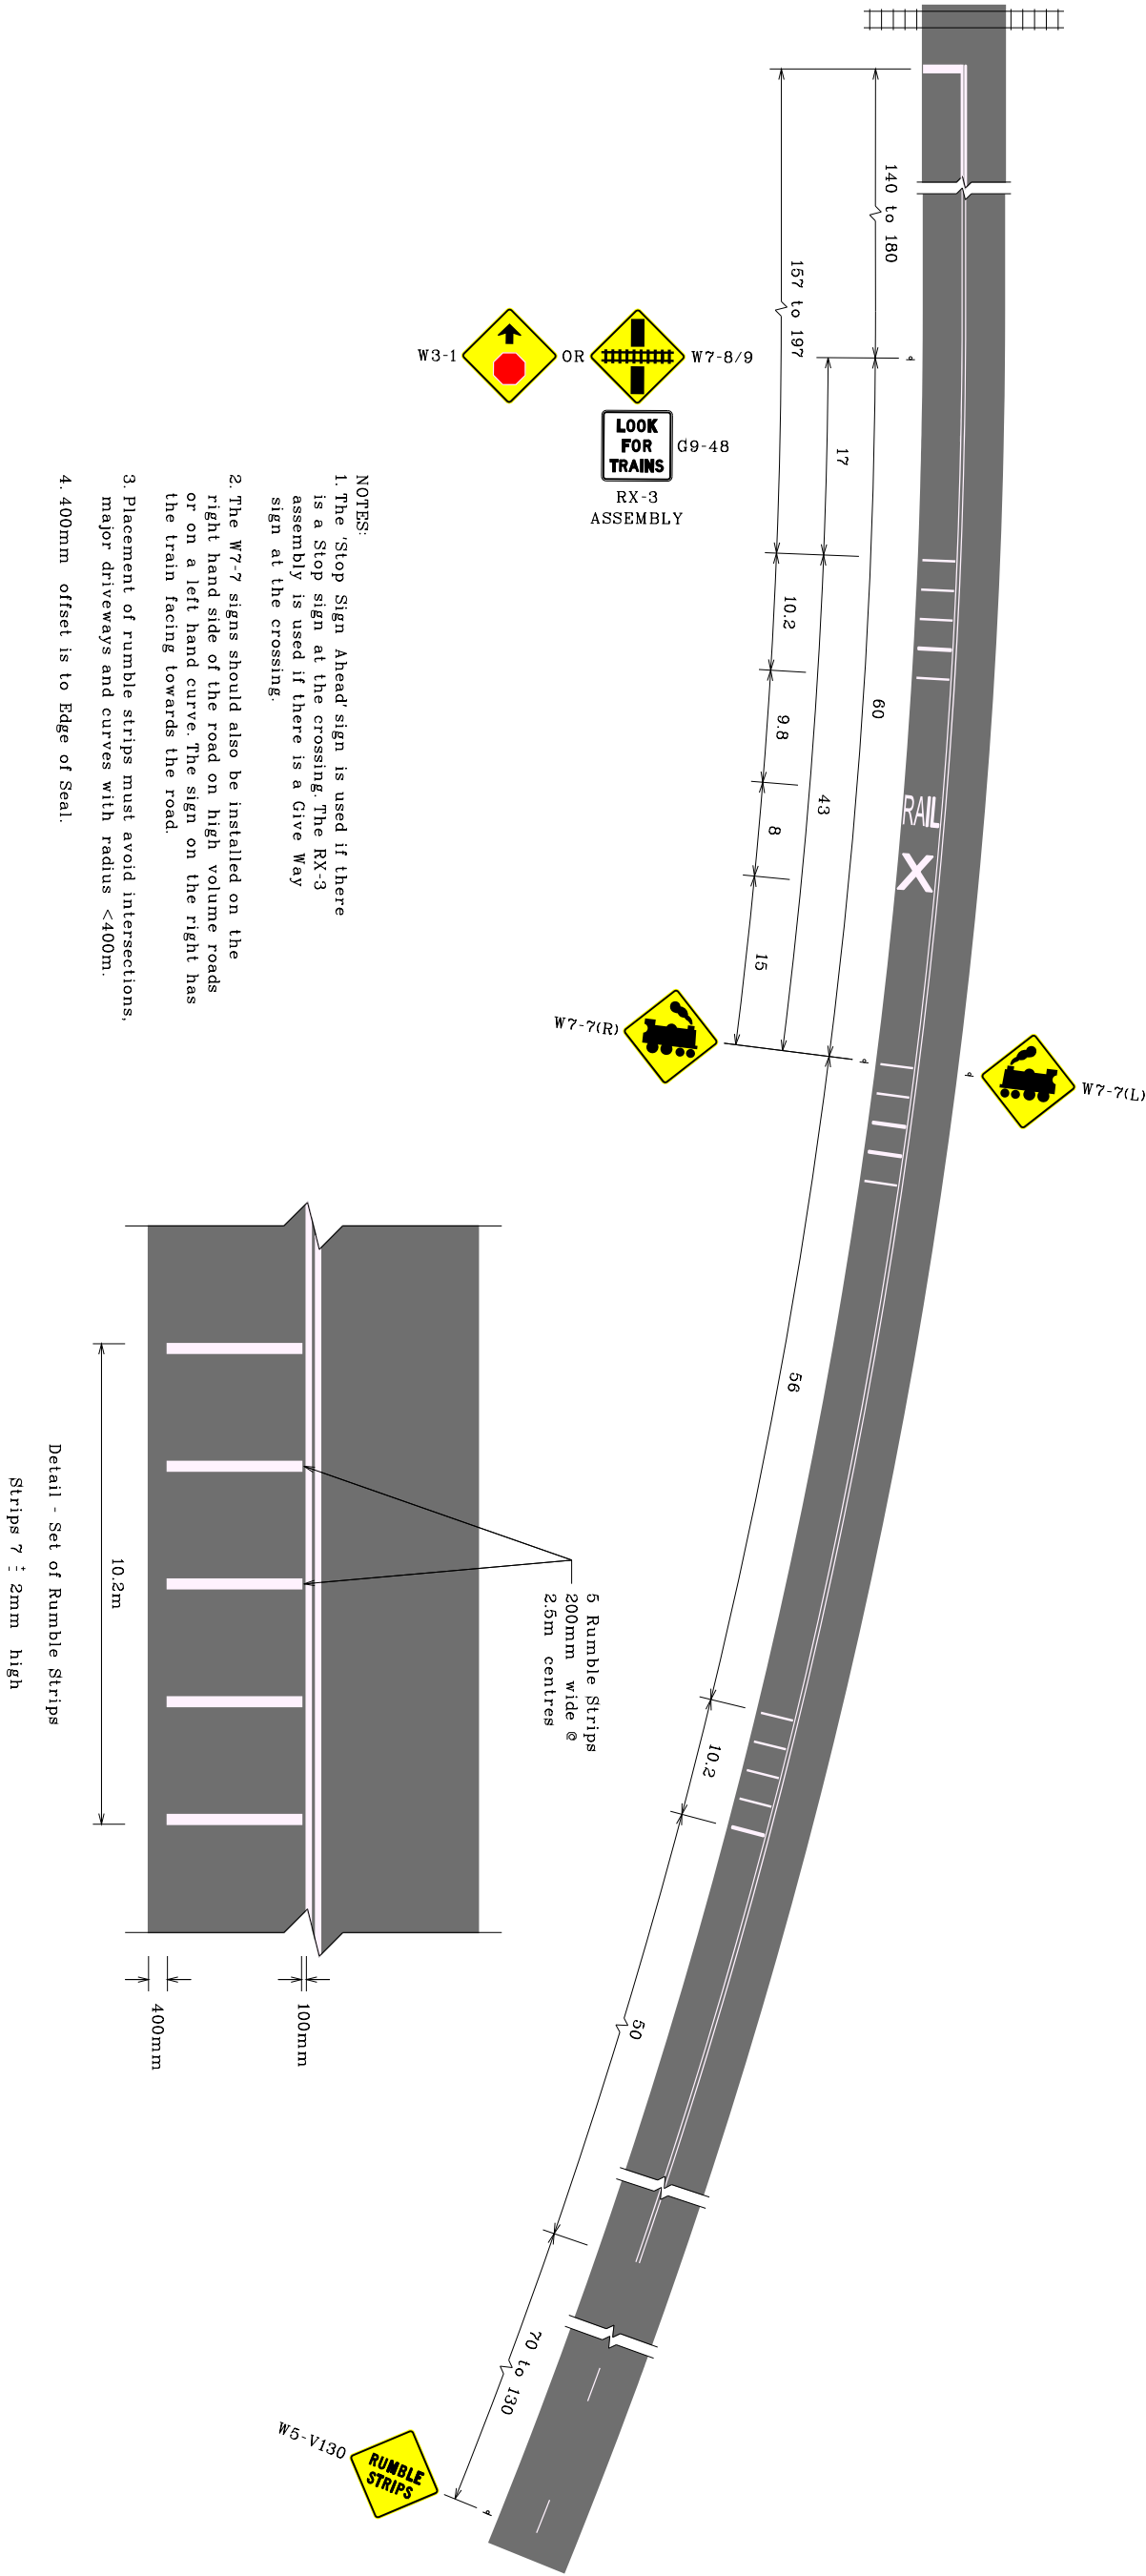 140 to 180
157 to 197
W3-1
OR
W7-8/9
LOOK
FOR
TRAINS
G9-48
RX-3
ASSEMBLY
17
60
10.2
9.8
43
8
15
RAIL
X
W7-7(R)
W7-7(L)
NOTES:
1. The 'Stop Sign Ahead' sign is used if there
is a Stop sign at the crossing. The RX-3
assembly is used if there is a Give Way
sign at the crossing.
2. The W7-7 signs should also be installed on the
right hand side of the road on high volume roads
or on a left hand curve. The sign on the right has
the train facing towards the road.
3. Placement of rumble strips must avoid intersections,
major driveways and curves with radius <400m.
4. 400mm offset is to Edge of Seal.
56
10.2
50
70 to 130
W5-V130
RUMBLE
STRIPS
5 Rumble Strips
200mm wide @
2.5m centres
10.2m
100mm
400mm
Detail - Set of Rumble Strips
Strips 7 ± 2mm high